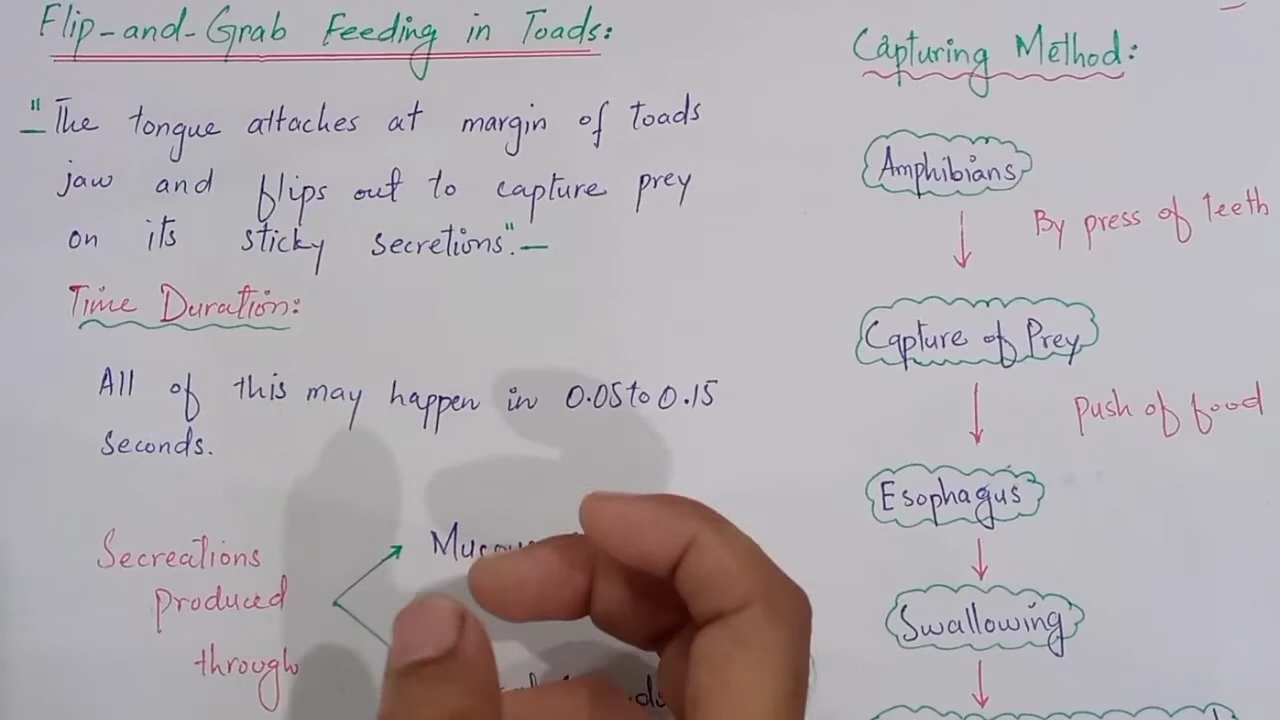 Flip-and-Grab Feeding in Toads:
"The tongue attaches at margin of toads
jaw and flips out to capture prey
on its sticky secretions".
Time Duration:
All of this may happen in 0.05 to 0.15
seconds.
Secreations
produced
through
Capturing Method:
Amphibians
By press of teeth
Capture of Prey
Push of food
Esophagus
Swallowing